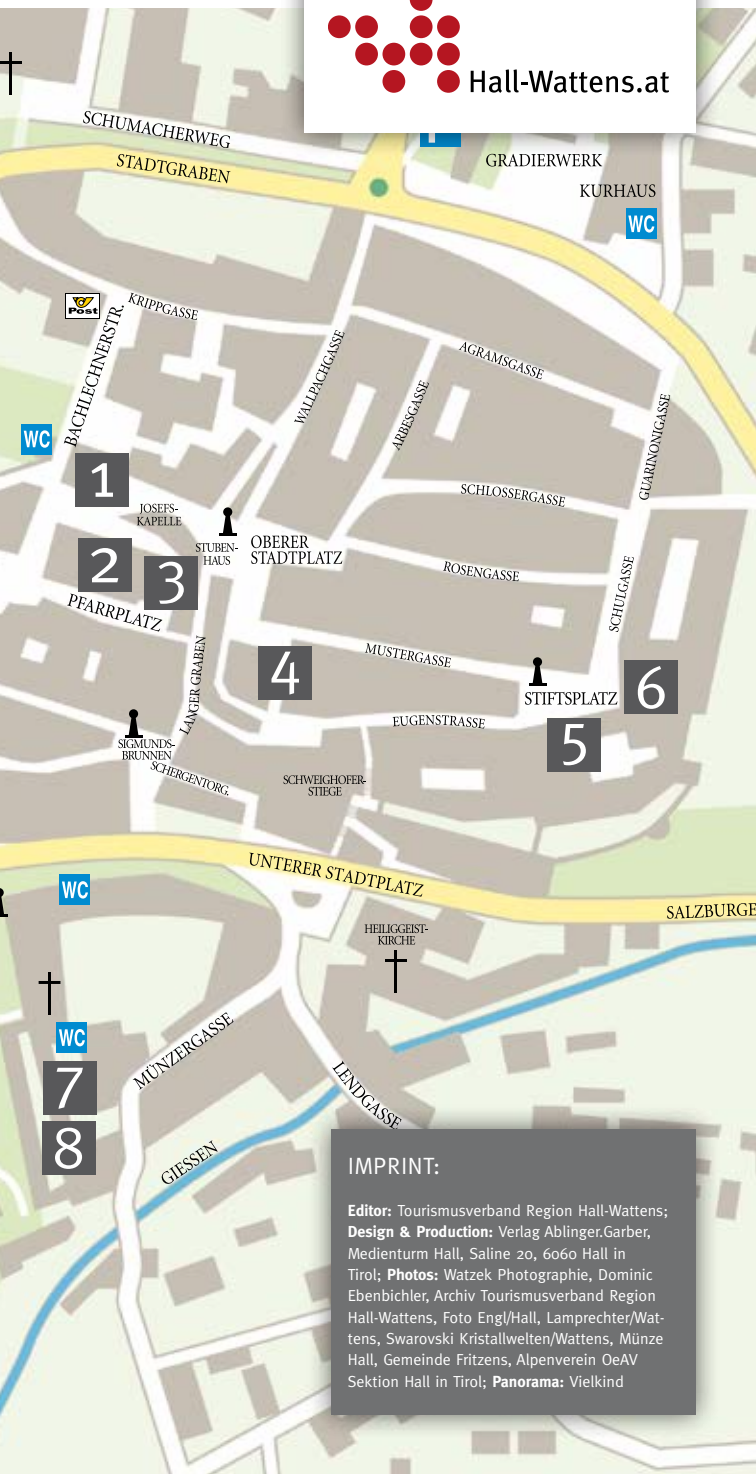 Hall-Wattens.at
SCHUMACHERWEG
STADTGRABEN
GRADIERWERK
KURHAUS
WC
Post
KRIPPGASSE
BACHLECHNERSTR.
WALLPACHGASSE
AGRAMSGASSE
ARBESGASSE
GUARINONIGASSE
WC
1
JOSEFS-
KAPELLE
SCHLOSSERGASSE
STUBEN-
HAUS
OBERER
STADTPLATZ
2
3
ROSENGASSE
SCHULGASSE
PFARRPLATZ
LANGER GRABEN
4
MUSTERGASSE
STIFTSPLATZ
6
EUGENSTRASSE
5
SIGMUNDS-
BRUNNEN
SCHERGENTORG.
SCHWEIGHOFER-
STIEGE
UNTERER STADTPLATZ
WC
SALZBURGE
HEILIGGEIST-
KIRCHE
WC
MÜNZERGASSE
7
LENDGASSE
8
GIESSEN
IMPRINT:
Editor: Tourismusverband Region Hall-Wattens;
Design & Production: Verlag Ablinger.Garber,
Medienturm Hall, Saline 20, 6060 Hall in
Tirol; Photos: Watzek Photographie, Dominic
Ebenbichler, Archiv Tourismusverband Region
Hall-Wattens, Foto Engl/Hall, Lamprechter/Wat-
tens, Swarovski Kristallwelten/Wattens, Münze
Hall, Gemeinde Fritzens, Alpenverein OeAV
Sektion Hall in Tirol; Panorama: Vielkind